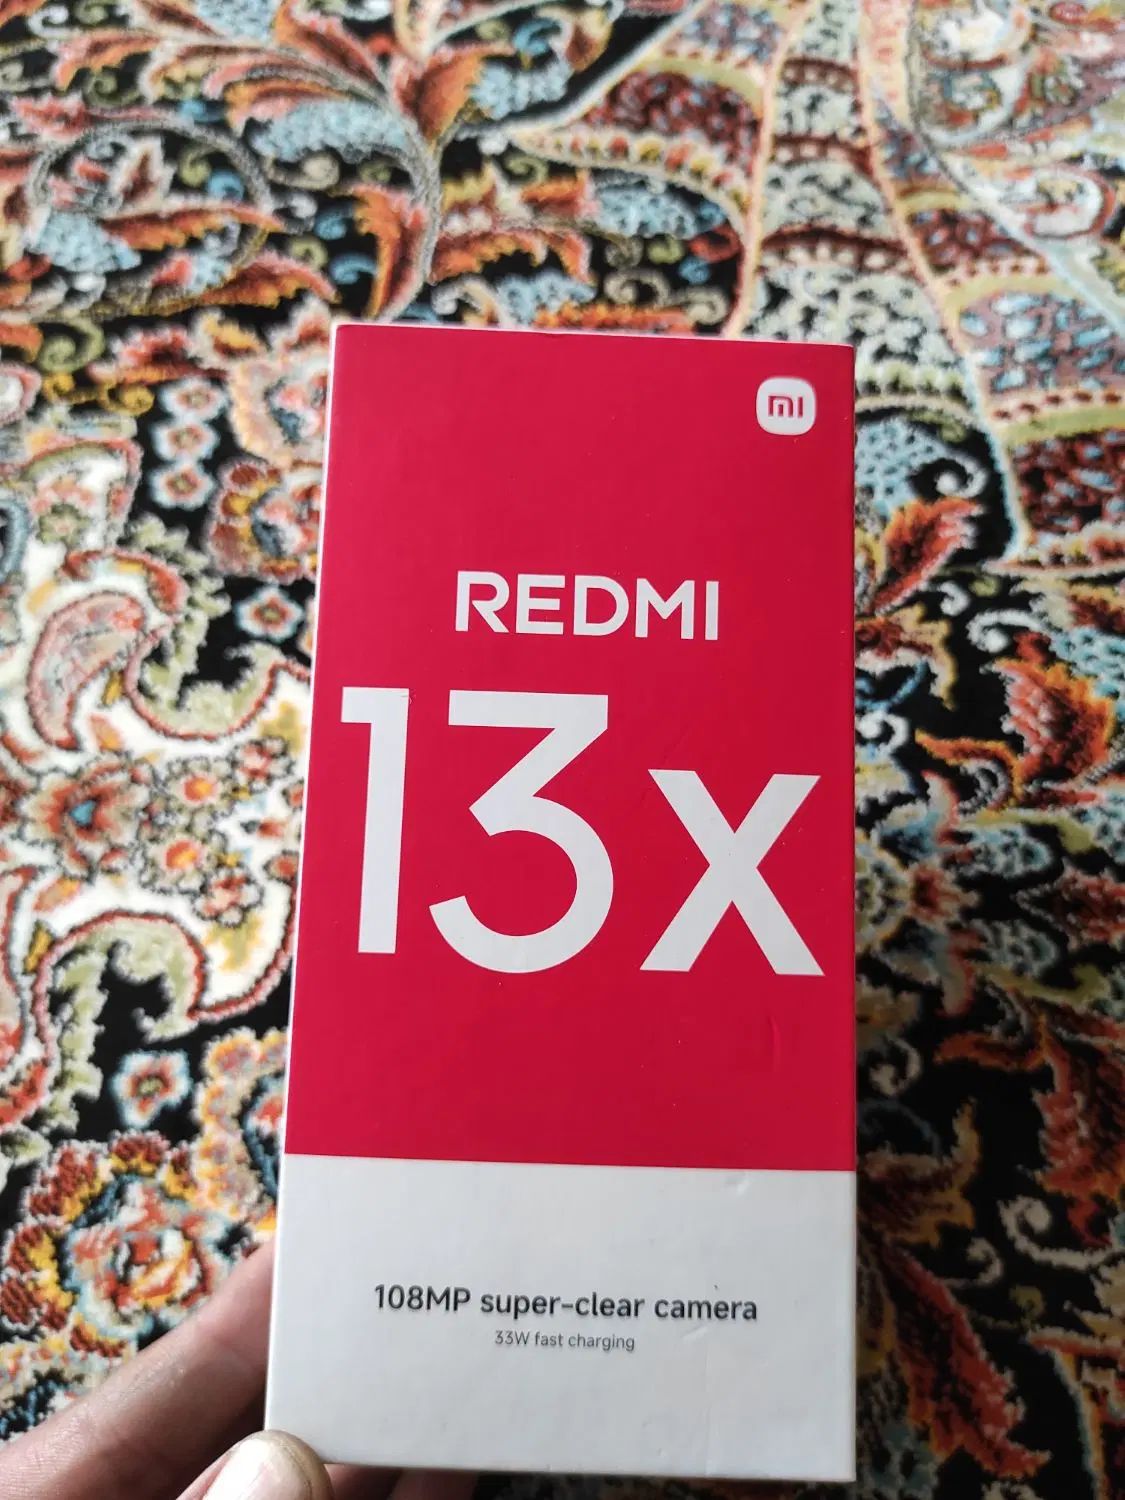 mi
REDMI
13x
108MP super-clear camera
33W fast charging